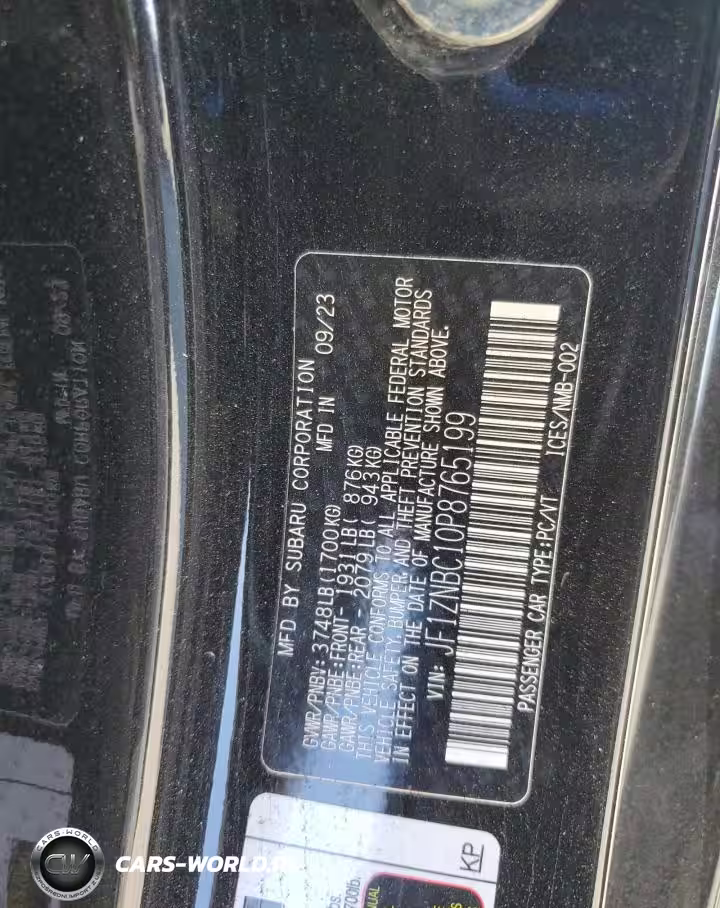 MFD BY SUBARU CORPORATION
MFD IN 09/23
GVWR/PNBV: 3748LB(1700KG)
GAWR/PNBE:FRONT- 1931LB( 876KG)
GAWR/PNBE:REAR- 2079LB( 943KG)
THIS VEHICLE CONFORMS TO ALL APPLICABLE FEDERAL MOTOR
VEHICLE SAFETY, BUMPER, AND THEFT PREVENTION STANDARDS
IN EFFECT ON THE DATE OF MANUFACTURE SHOWN ABOVE.
VIN: JF1ZNBC10P8765199
PASSENGER CAR TYPE:PC/VT ICES/NMB-002
KP
CARS-WORLD
CW
CARS-WORLD.